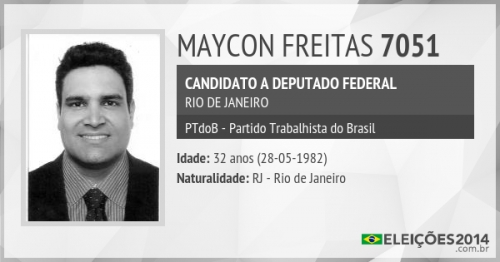 MAYCON FREITAS 7051
CANDIDATO A DEPUTADO FEDERAL
RIO DE JANEIRO
PTdoB - Partido Trabalhista do Brasil
Idade: 32 anos (28-05-1982)
Naturalidade: RJ - Rio de Janeiro
ELEIÇÕES2014
.com.br